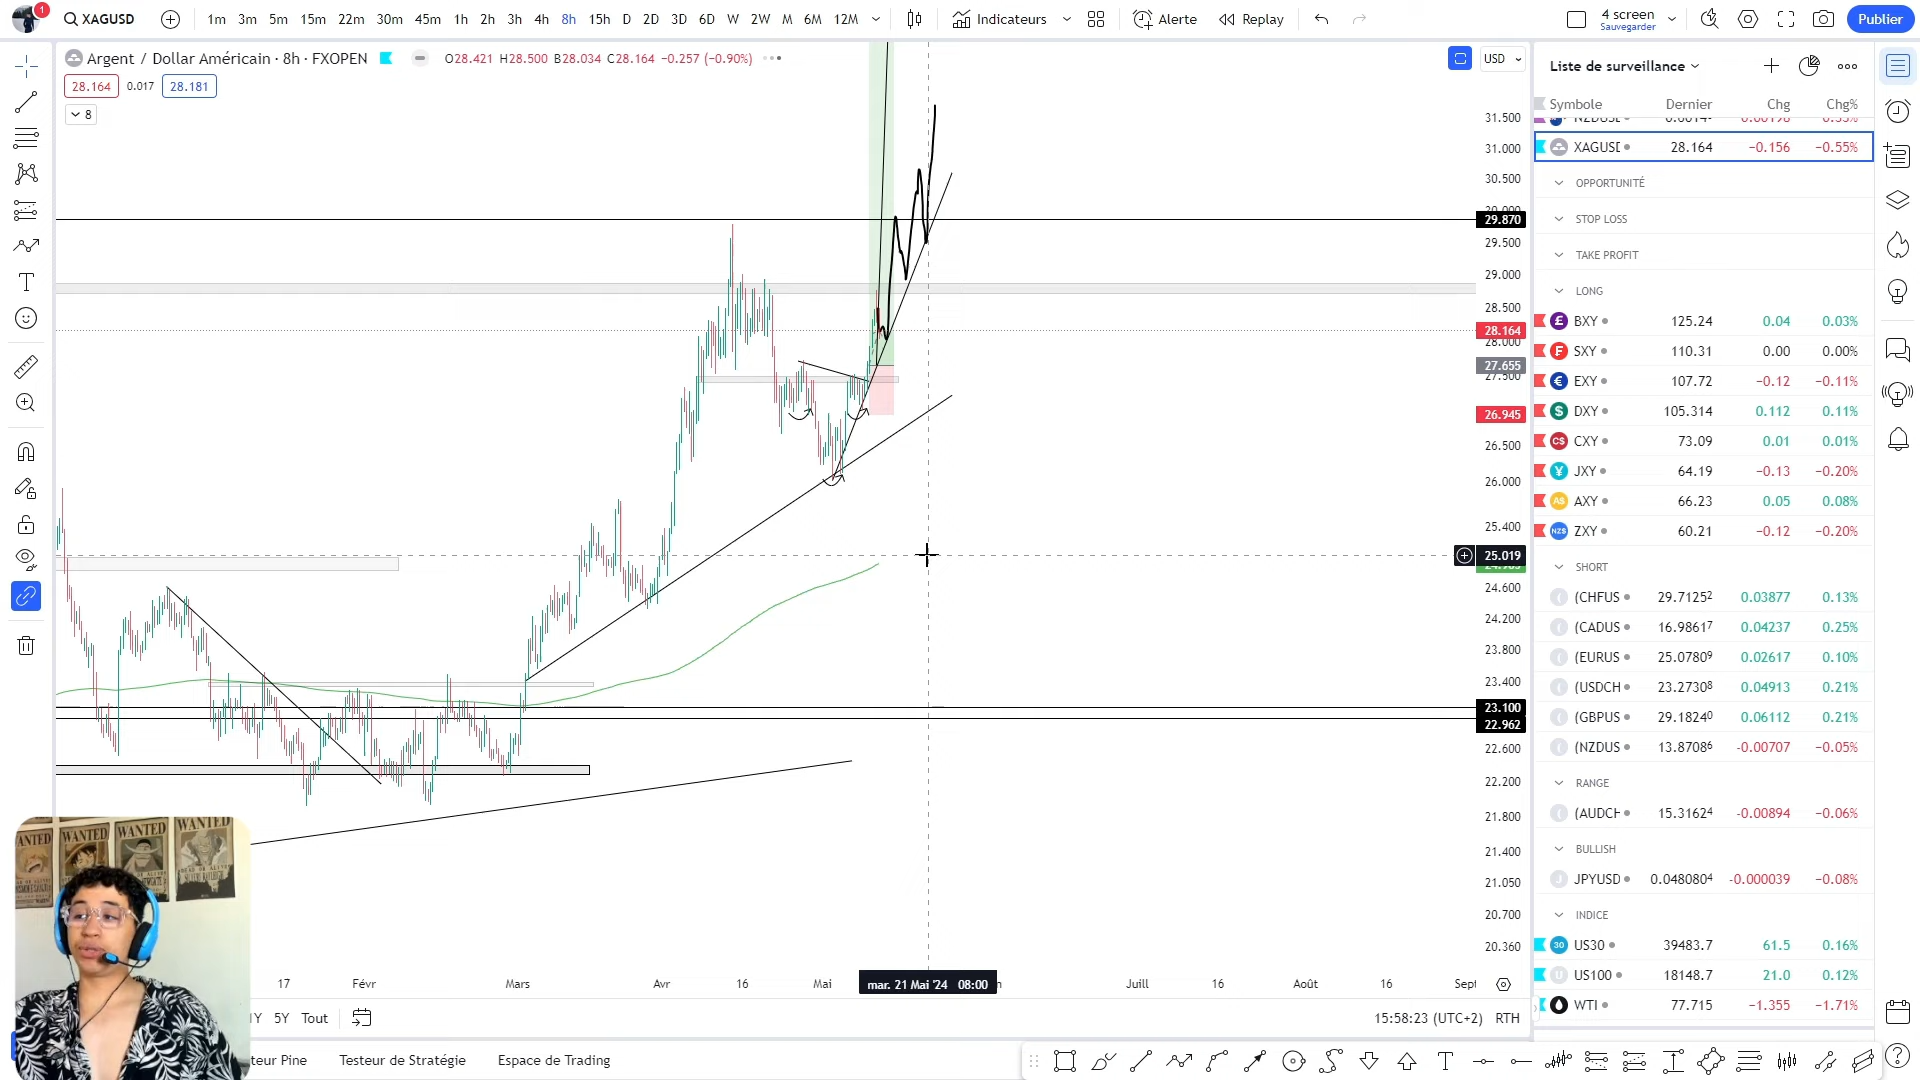 1
XAGUSD
1m 3m 5m 15m 22m 30m 45m 1h 2h 3h 4h 8h 15h D 2D 3D 6D W 2W M 6M 12M
Indicateurs
Alerte
Replay
4 screen
Sauvegarder
Publier
Argent / Dollar Américain · 8h · FXOPEN
O28.421 H28.500 B28.034 C28.164 −0.257 (−0.90%)
28.164 0.017 28.181
8
USD
31.500
31.000
30.500
29.870
29.500
29.000
28.500
28.164
28.000
27.655
26.945
26.500
26.000
25.400
25.019
24.600
24.200
23.800
23.400
23.100
22.962
22.600
22.200
21.800
21.400
21.050
20.700
20.360
17 Févr Mars Avr 16 Mai mar. 21 Mai '24 08:00 Juill 16 Août 16 Sept
5Y Tout
15:58:23 (UTC+2) RTH
teur Pine Testeur de Stratégie Espace de Trading
Liste de surveillance
Symbole Dernier Chg Chg%
XAGUSD 28.164 −0.156 −0.55%
OPPORTUNITÉ
STOP LOSS
TAKE PROFIT
LONG
BXY 125.24 0.04 0.03%
SXY 110.31 0.00 0.00%
EXY 107.72 −0.12 −0.11%
DXY 105.314 0.112 0.11%
CXY 73.09 0.01 0.01%
JXY 64.19 −0.13 −0.20%
AXY 66.23 0.05 0.08%
ZXY 60.21 −0.12 −0.20%
SHORT
(CHFUS 29.7125² 0.03877 0.13%
(CADUS 16.9861⁷ 0.04237 0.25%
(EURUS 25.0780⁹ 0.02617 0.10%
(USDCH 23.2730⁸ 0.04913 0.21%
(GBPUS 29.1824⁰ 0.06112 0.21%
(NZDUS 13.8708⁶ -0.00707 −0.05%
RANGE
(AUDCH 15.3162⁴ -0.00894 −0.06%
BULLISH
JPYUSD 0.048080⁴ -0.000039 −0.08%
INDICE
US30 39483.7 61.5 0.16%
US100 18148.7 21.0 0.12%
WTI 77.715 −1.355 −1.71%
WANTED
WANTED
WANTED